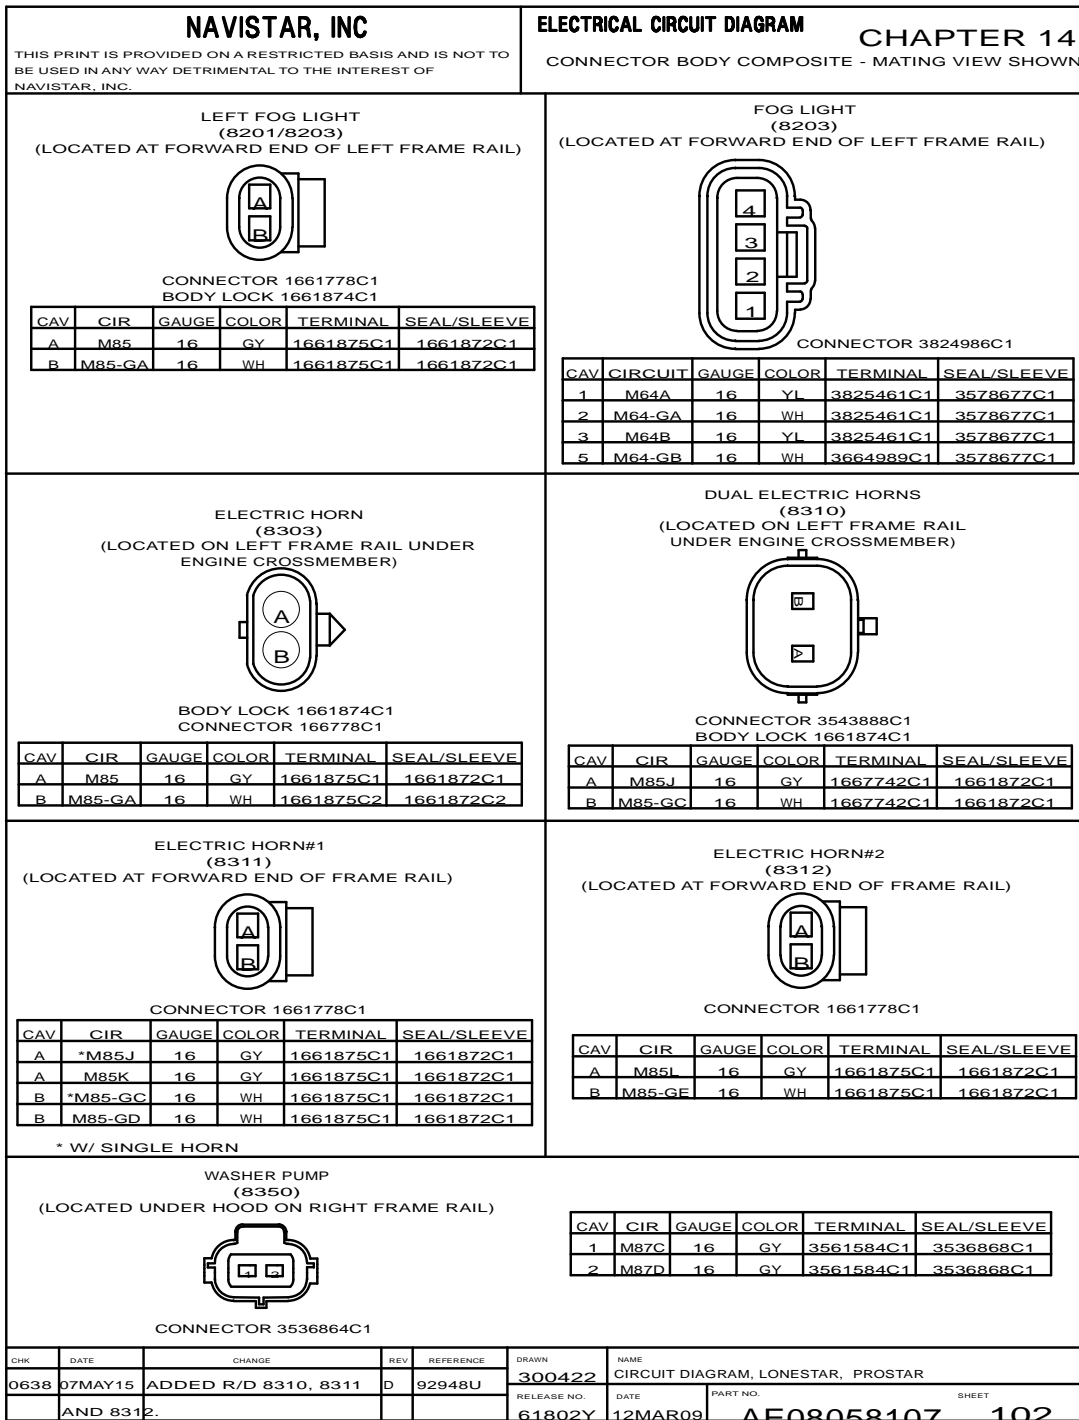 NAVISTAR, INC
THIS PRINT IS PROVIDED ON A RESTRICTED BASIS AND IS NOT TO
BE USED IN ANY WAY DETRIMENTAL TO THE INTEREST OF
NAVISTAR, INC.
ELECTRICAL CIRCUIT DIAGRAM
CHAPTER 14
CONNECTOR BODY COMPOSITE - MATING VIEW SHOWN
LEFT FOG LIGHT
(8201/8203)
(LOCATED AT FORWARD END OF LEFT FRAME RAIL)
A
B
CONNECTOR 1661778C1
BODY LOCK 1661874C1
CAV CIR GAUGE COLOR TERMINAL SEAL/SLEEVE
A M85 16 GY 1661875C1 1661872C1
B M85-GA 16 WH 1661875C1 1661872C1
FOG LIGHT
(8203)
(LOCATED AT FORWARD END OF LEFT FRAME RAIL)
4
3
2
1
CONNECTOR 3824986C1
CAV CIRCUIT GAUGE COLOR TERMINAL SEAL/SLEEVE
1 M64A 16 YL 3825461C1 3578677C1
2 M64-GA 16 WH 3825461C1 3578677C1
3 M64B 16 YL 3825461C1 3578677C1
5 M64-GB 16 WH 3664989C1 3578677C1
ELECTRIC HORN
(8303)
(LOCATED ON LEFT FRAME RAIL UNDER
ENGINE CROSSMEMBER)
A
B
BODY LOCK 1661874C1
CONNECTOR 166778C1
CAV CIR GAUGE COLOR TERMINAL SEAL/SLEEVE
A M85 16 GY 1661875C1 1661872C1
B M85-GA 16 WH 1661875C2 1661872C2
DUAL ELECTRIC HORNS
(8310)
(LOCATED ON LEFT FRAME RAIL
UNDER ENGINE CROSSMEMBER)
B
A
CONNECTOR 3543888C1
BODY LOCK 1661874C1
CAV CIR GAUGE COLOR TERMINAL SEAL/SLEEVE
A M85J 16 GY 1667742C1 1661872C1
B M85-GC 16 WH 1667742C1 1661872C1
ELECTRIC HORN#1
(8311)
(LOCATED AT FORWARD END OF FRAME RAIL)
A
B
CONNECTOR 1661778C1
CAV CIR GAUGE COLOR TERMINAL SEAL/SLEEVE
A *M85J 16 GY 1661875C1 1661872C1
A M85K 16 GY 1661875C1 1661872C1
B *M85-GC 16 WH 1661875C1 1661872C1
B M85-GD 16 WH 1661875C1 1661872C1
* W/ SINGLE HORN
ELECTRIC HORN#2
(8312)
(LOCATED AT FORWARD END OF FRAME RAIL)
A
B
CONNECTOR 1661778C1
CAV CIR GAUGE COLOR TERMINAL SEAL/SLEEVE
A M85L 16 GY 1661875C1 1661872C1
B M85-GE 16 WH 1661875C1 1661872C1
WASHER PUMP
(8350)
(LOCATED UNDER HOOD ON RIGHT FRAME RAIL)
1 2
CONNECTOR 3536864C1
CAV CIR GAUGE COLOR TERMINAL SEAL/SLEEVE
1 M87C 16 GY 3561584C1 3536868C1
2 M87D 16 GY 3561584C1 3536868C1
CHK DATE CHANGE REV REFERENCE
0638 07MAY15 ADDED R/D 8310, 8311 D 92948U
AND 8312.
DRAWN
300422
NAME
CIRCUIT DIAGRAM, LONESTAR, PROSTAR
RELEASE NO.
61802Y
DATE
12MAR09
PART NO.
AE08058107
SHEET
102